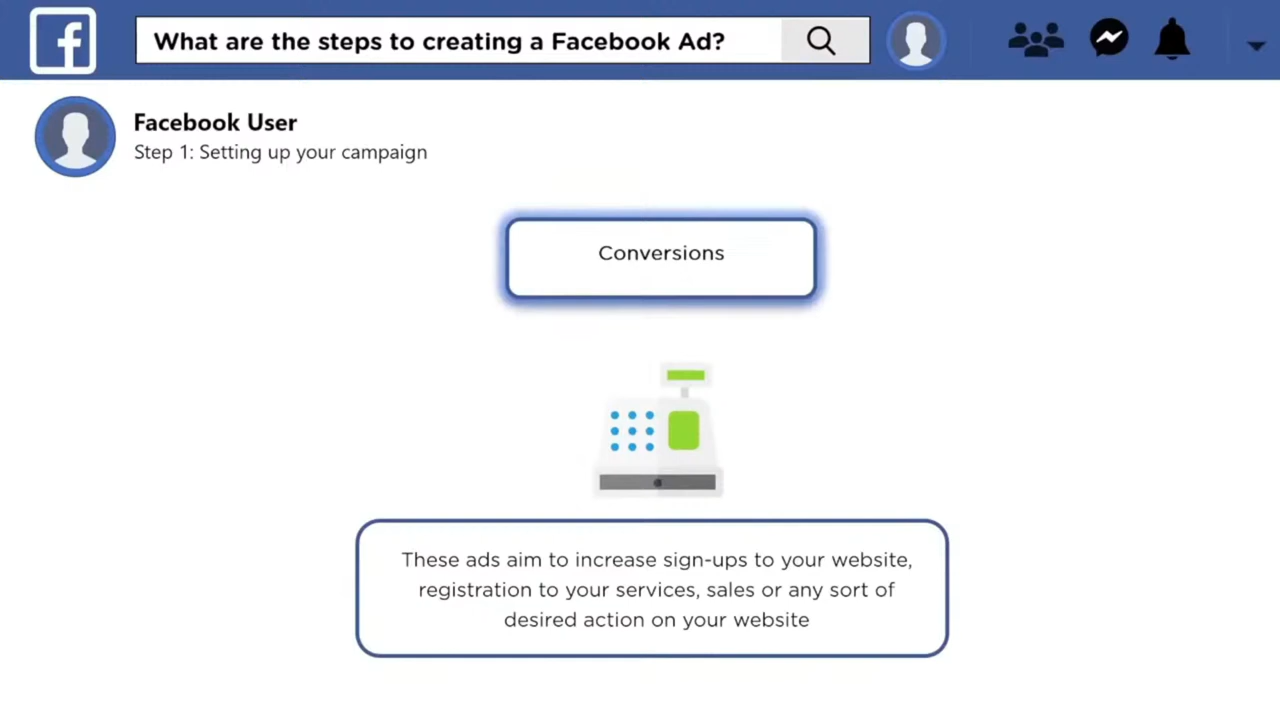 What are the steps to creating a Facebook Ad?
Facebook User
Step 1: Setting up your campaign
Conversions
These ads aim to increase sign-ups to your website,
registration to your services, sales or any sort of
desired action on your website